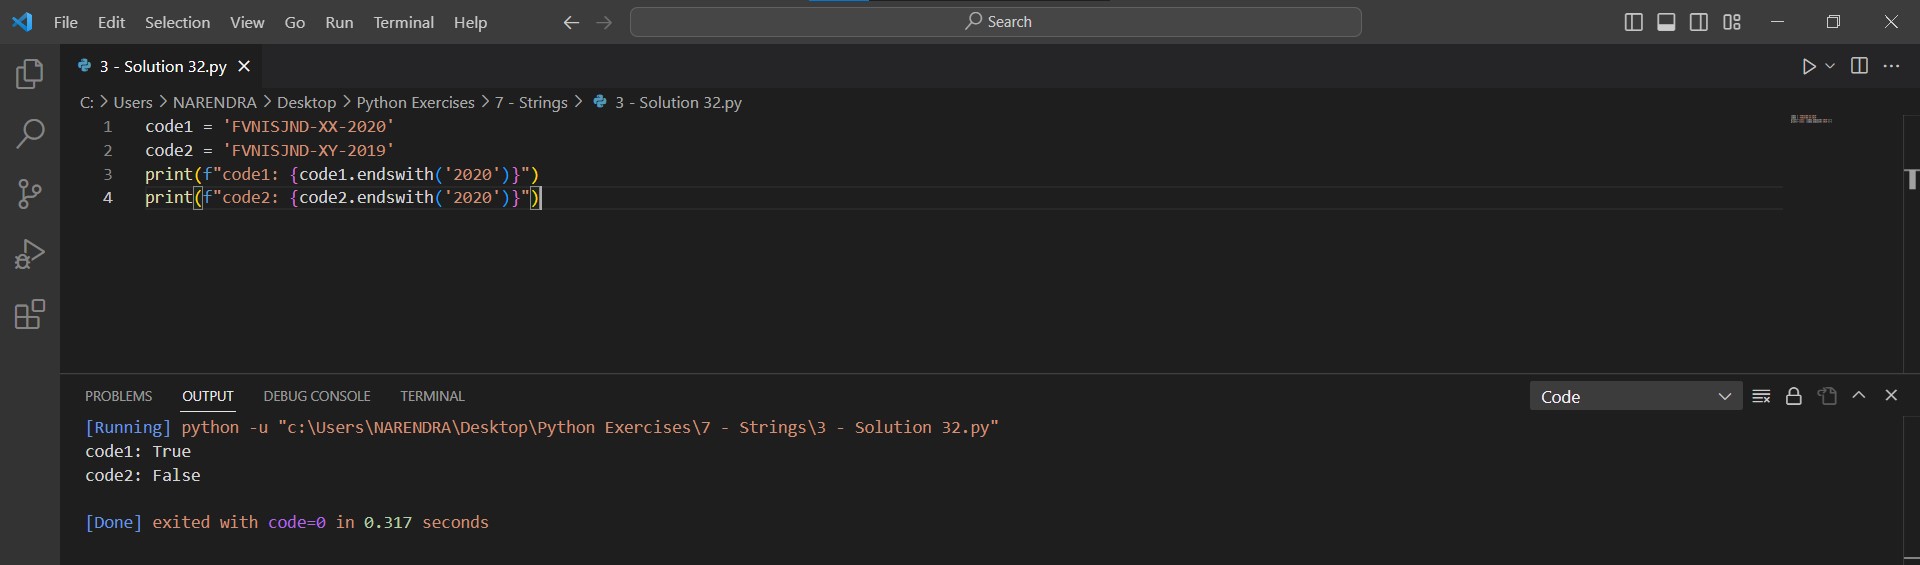 File Edit Selection View Go Run Terminal Help Search
3 - Solution 32.py
C: > Users > NARENDRA > Desktop > Python Exercises > 7 - Strings > 3 - Solution 32.py
1 code1 = 'FVNISJND-XX-2020'
2 code2 = 'FVNISJND-XY-2019'
3 print(f"code1: {code1.endswith('2020')}")
4 print(f"code2: {code2.endswith('2020')}")
PROBLEMS OUTPUT DEBUG CONSOLE TERMINAL Code
[Running] python -u "c:\Users\NARENDRA\Desktop\Python Exercises\7 - Strings\3 - Solution 32.py"
code1: True
code2: False
[Done] exited with code=0 in 0.317 seconds